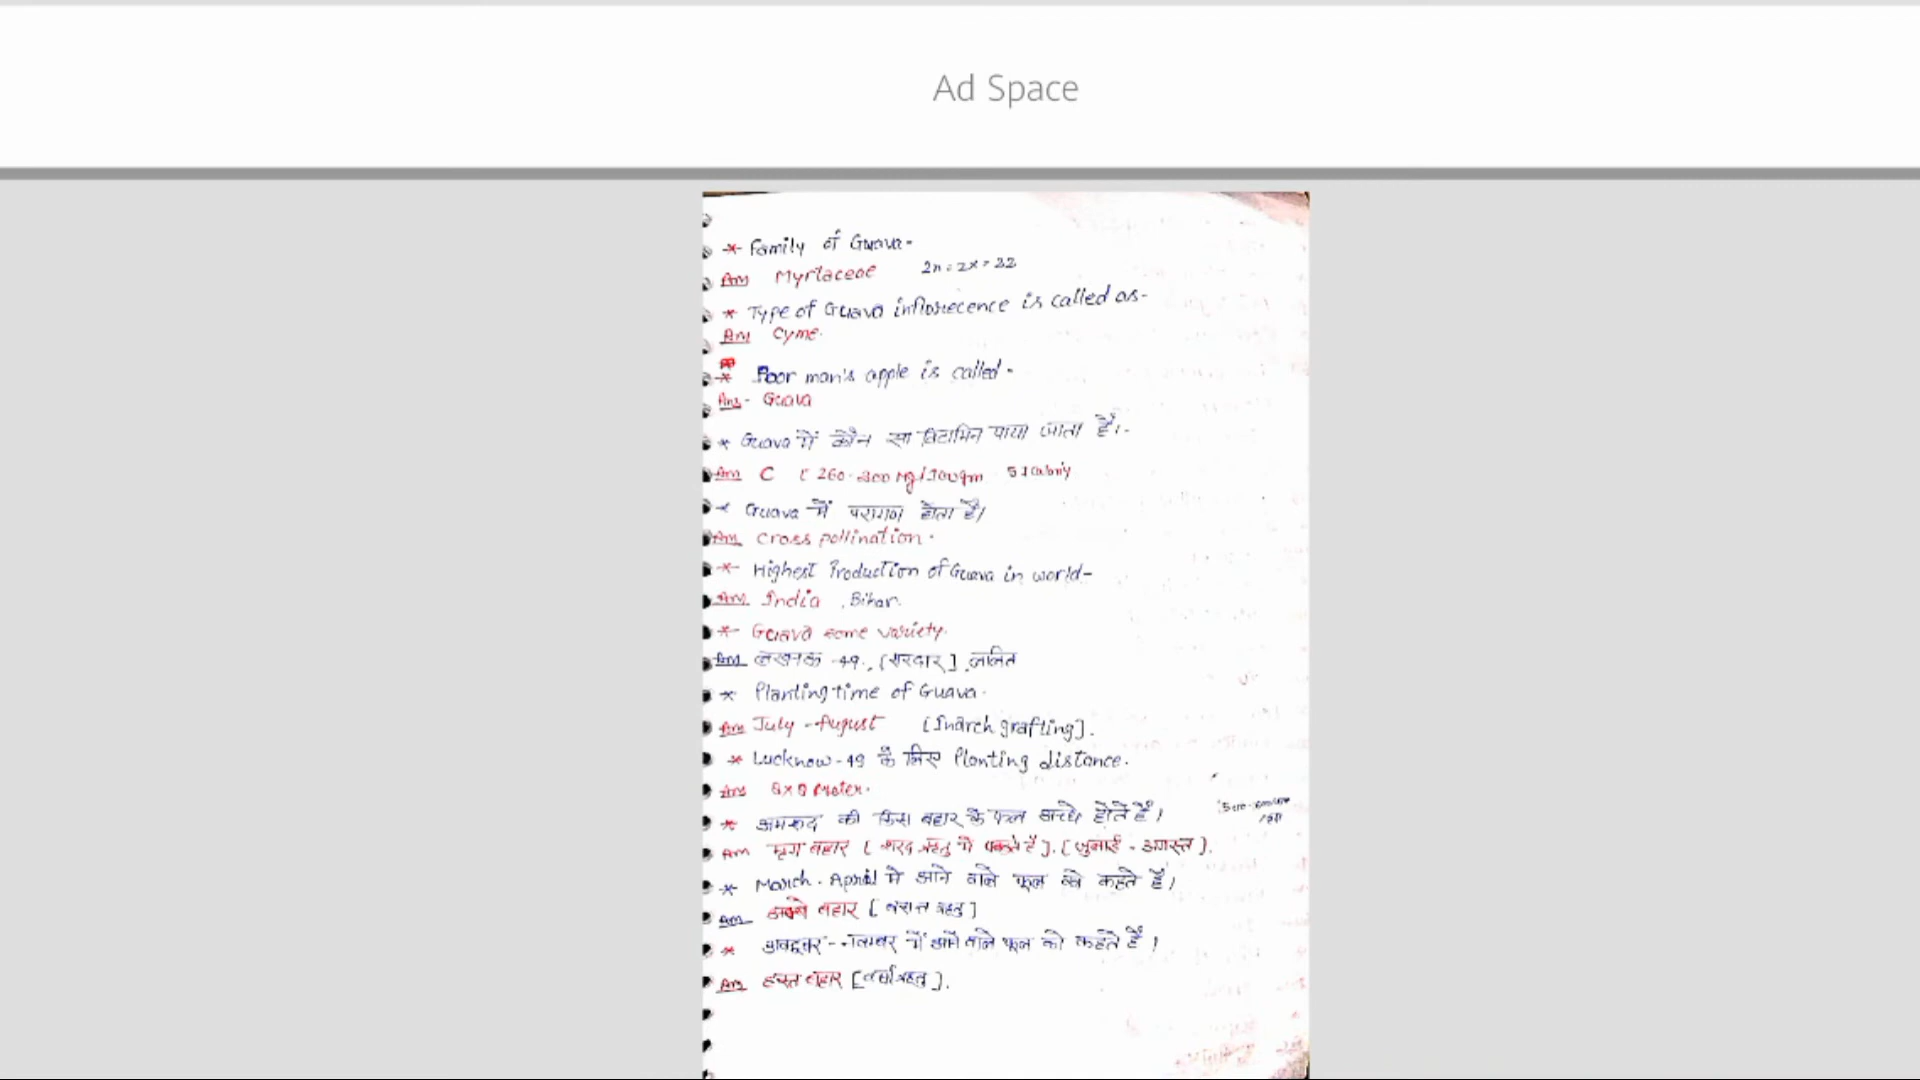 Ad Space
* Family of Guava-
Ans Myrtaceae 2n=2x=22
* Type of Guava inflorecence is called as-
Ans Cyme.
* Poor man's apple is called-
Ans- Guava
* Guava में कौन सा विटामिन पाया जाता है।-
Ans C [260-300 Mg/100gm
* Guava में परागण होता है।
Ans cross pollination.
* Highest Production of Guava in world-
Ans India, Bihar.
* Guava some variety.
Ans लखनऊ -49, [सरदार], ललित
* Planting time of Guava.
Ans July-August [Inarch grafting].
* Lucknow-49 के लिए Planting distance.
Ans Meter.
* अमरूद की किस बहार के फल अच्छे होते है।
Ans मृग बहार [शरद ऋतु में पकते है]. [जुलाई - अगस्त].
* March. April में आने वाले फूल को कहते है।
Ans अम्बे बहार [बसन्त ऋतु]
* अक्टूबर--नवम्बर में आने वाले फूल को कहते है।
Ans हस्त बहार [वर्षा ऋतु].